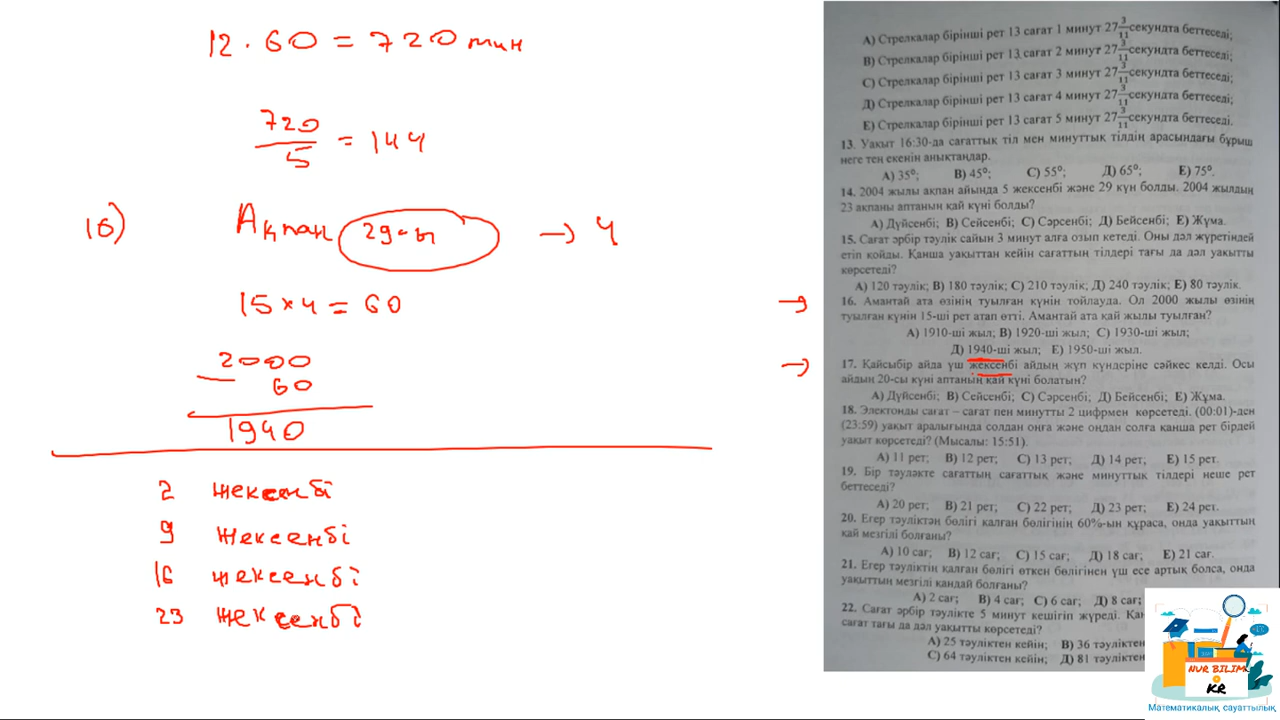 12 · 60 = 720 мин
720
5
= 144
16) Ақпан 29-ы → 4
15 × 4 = 60
2000
60
1940
2 жексенбі
9 жексенбі
16 жексенбі
23 жексенбі
А) Стрелкалар бірінші рет 13 сағат 1 минут 27 3/11 секундта беттеседі;
В) Стрелкалар бірінші рет 13 сағат 2 минут 27 3/11 секундта беттеседі;
С) Стрелкалар бірінші рет 13 сағат 3 минут 27 3/11 секундта беттеседі;
Д) Стрелкалар бірінші рет 13 сағат 4 минут 27 3/11 секундта беттеседі;
Е) Стрелкалар бірінші рет 13 сағат 5 минут 27 3/11 секундта беттеседі.
13. Уақыт 16:30-да сағаттық тіл мен минуттық тілдің арасындағы бұрыш
неге тең екенін анықтаңдар.
А) 35⁰; В) 45⁰; С) 55⁰; Д) 65⁰; Е) 75⁰.
14. 2004 жылы ақпан айында 5 жексенбі және 29 күн болды. 2004 жылдың
23 ақпаны аптаның қай күні болды?
А) Дүйсенбі; В) Сейсенбі; С) Сәрсенбі; Д) Бейсенбі; Е) Жұма.
15. Сағат әрбір тәулік сайын 3 минут алға озып кетеді. Оны дәл жүретіндей
етіп қойды. Қанша уақыттан кейін сағаттың тілдері тағы да дәл уақытты
көрсетеді?
А) 120 тәулік; В) 180 тәулік; С) 210 тәулік; Д) 240 тәулік; Е) 80 тәулік.
16. Амантай ата өзінің туылған күнін тойлауда. Ол 2000 жылы өзінің
туылған күнін 15-ші рет атап өтті. Амантай ата қай жылы туылған?
А) 1910-ші жыл; В) 1920-ші жыл; С) 1930-ші жыл;
Д) 1940-ші жыл; Е) 1950-ші жыл.
17. Қайсыбір айда үш жексенбі айдың жұп күндеріне сәйкес келді. Осы
айдың 20-сы күні аптаның қай күні болатын?
А) Дүйсенбі; В) Сейсенбі; С) Сәрсенбі; Д) Бейсенбі; Е) Жұма.
18. Электонды сағат – сағат пен минутты 2 цифрмен көрсетеді. (00:01)-ден
(23:59) уақыт аралығында солдан оңға және оңдан солға қанша рет бірдей
уақыт көрсетеді? (Мысалы: 15:51).
А) 11 рет; В) 12 рет; С) 13 рет; Д) 14 рет; Е) 15 рет.
19. Бір тәуләкте сағаттың және минуттық тілдері неше рет
беттеседі?
А) 20 рет; В) 21 рет; С) 22 рет; Д) 23 рет; Е) 24 рет.
20. Егер тәуліктән бөлігі қалған бөлігінен 60%-ын құраса, онда уақыттың
қай мезгілі болғаны?
А) 10 сағ; В) 12 сағ; С) 15 сағ; Д) 18 сағ; Е) 21 сағ.
21. Егер тәуліктің қалған бөлігі өткен бөлігінен үш есе артық болса, онда
уақыттың мезгілі қандай болғаны?
А) 2 сағ; В) 4 сағ; С) 6 сағ; Д) 8 сағ;
22. Сағат әрбір тәулікте 5 минут кешігіп жүреді.
сағат тағы да дәл уақытты көрсетеді?
А) 25 тәуліктен кейін; В) 36 тәуліктен
С) 64 тәуліктен кейін; Д) 81 тәуліктен
NUR BILIM
KR
Математикалық сауаттылық